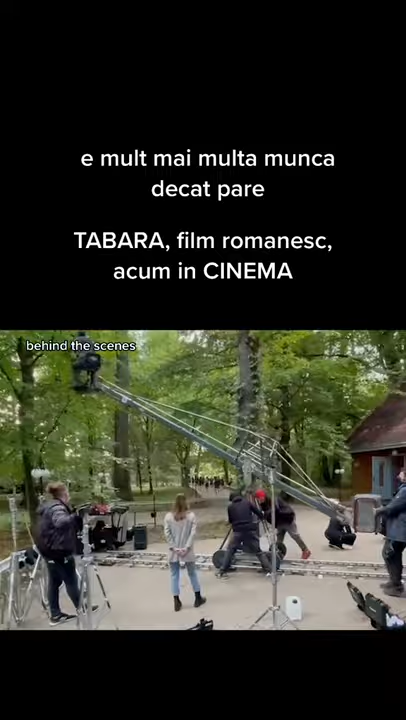 e mult mai multa munca
decat pare
TABARA, film romanesc,
acum in CINEMA
behind the scenes